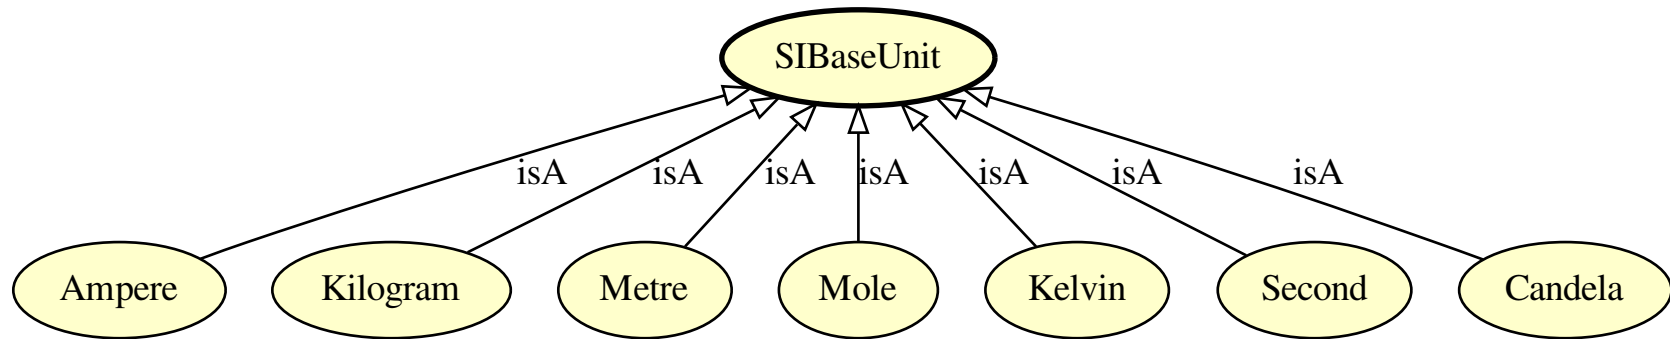 SIBaseUnit
isA isA isA isA isA isA isA
Ampere Kilogram Metre Mole Kelvin Second Candela